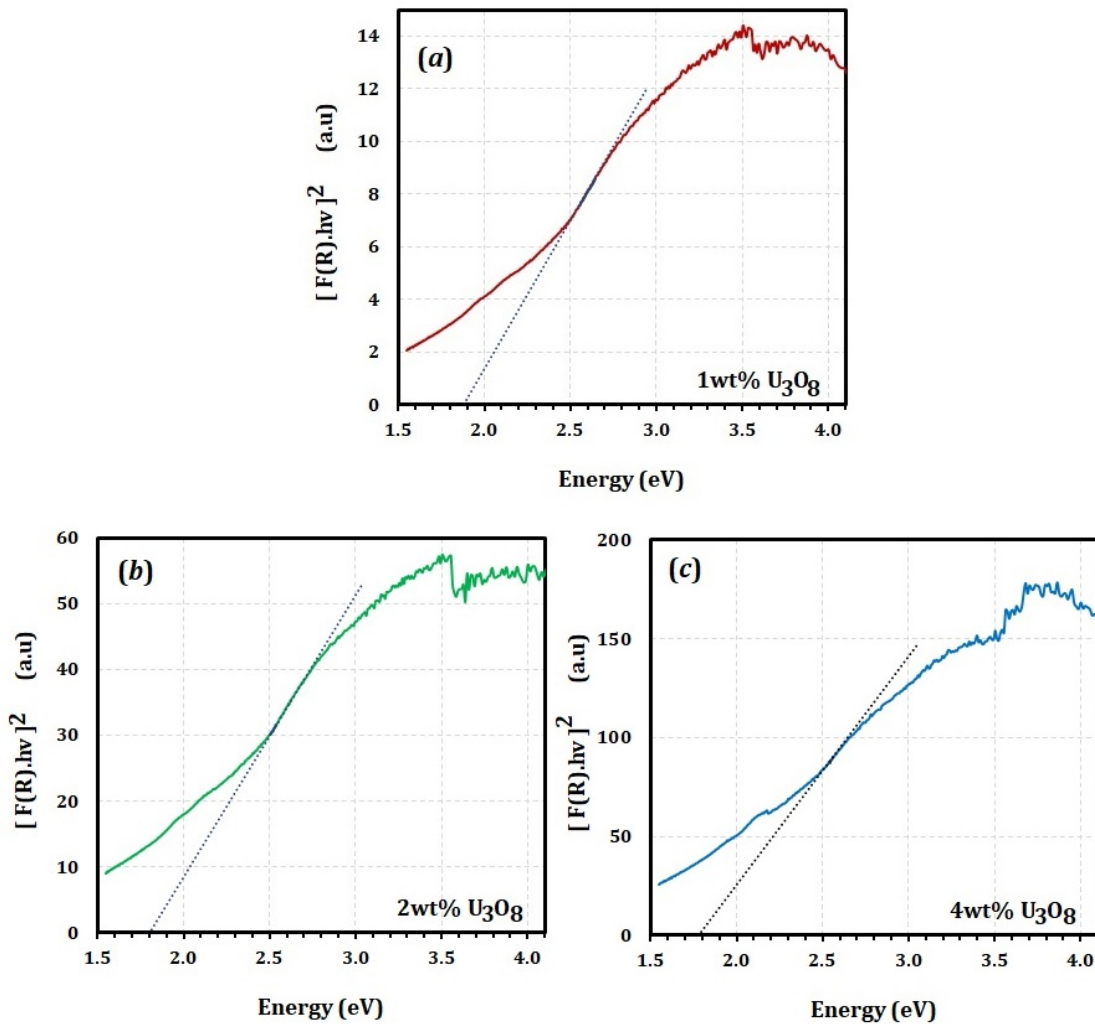 (a)
[ F(R).hv ]² (a.u)
14
12
10
8
6
4
2
0
1.5 2.0 2.5 3.0 3.5 4.0
1wt% U₃O₈
Energy (eV)
(b)
[ F(R).hv ]² (a.u)
60
50
40
30
20
10
0
1.5 2.0 2.5 3.0 3.5 4.0
2wt% U₃O₈
Energy (eV)
(c)
[ F(R).hv ]² (a.u)
200
150
100
50
0
1.5 2.0 2.5 3.0 3.5 4.0
4wt% U₃O₈
Energy (eV)